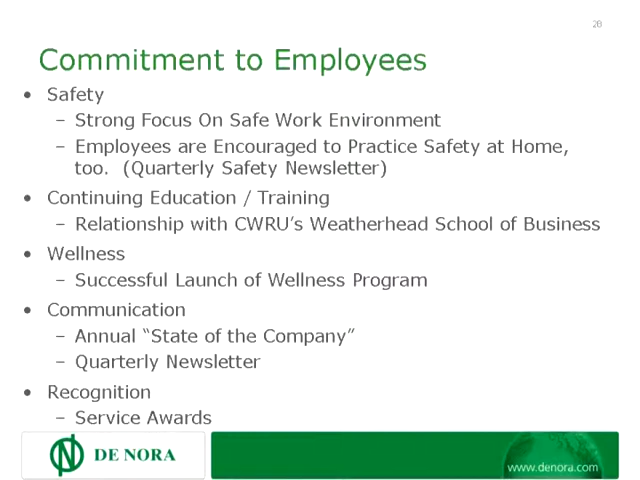 28
Commitment to Employees
• Safety
– Strong Focus On Safe Work Environment
– Employees are Encouraged to Practice Safety at Home,
too. (Quarterly Safety Newsletter)
• Continuing Education / Training
– Relationship with CWRU's Weatherhead School of Business
• Wellness
– Successful Launch of Wellness Program
• Communication
– Annual “State of the Company”
– Quarterly Newsletter
• Recognition
– Service Awards
DE NORA
www.denora.com